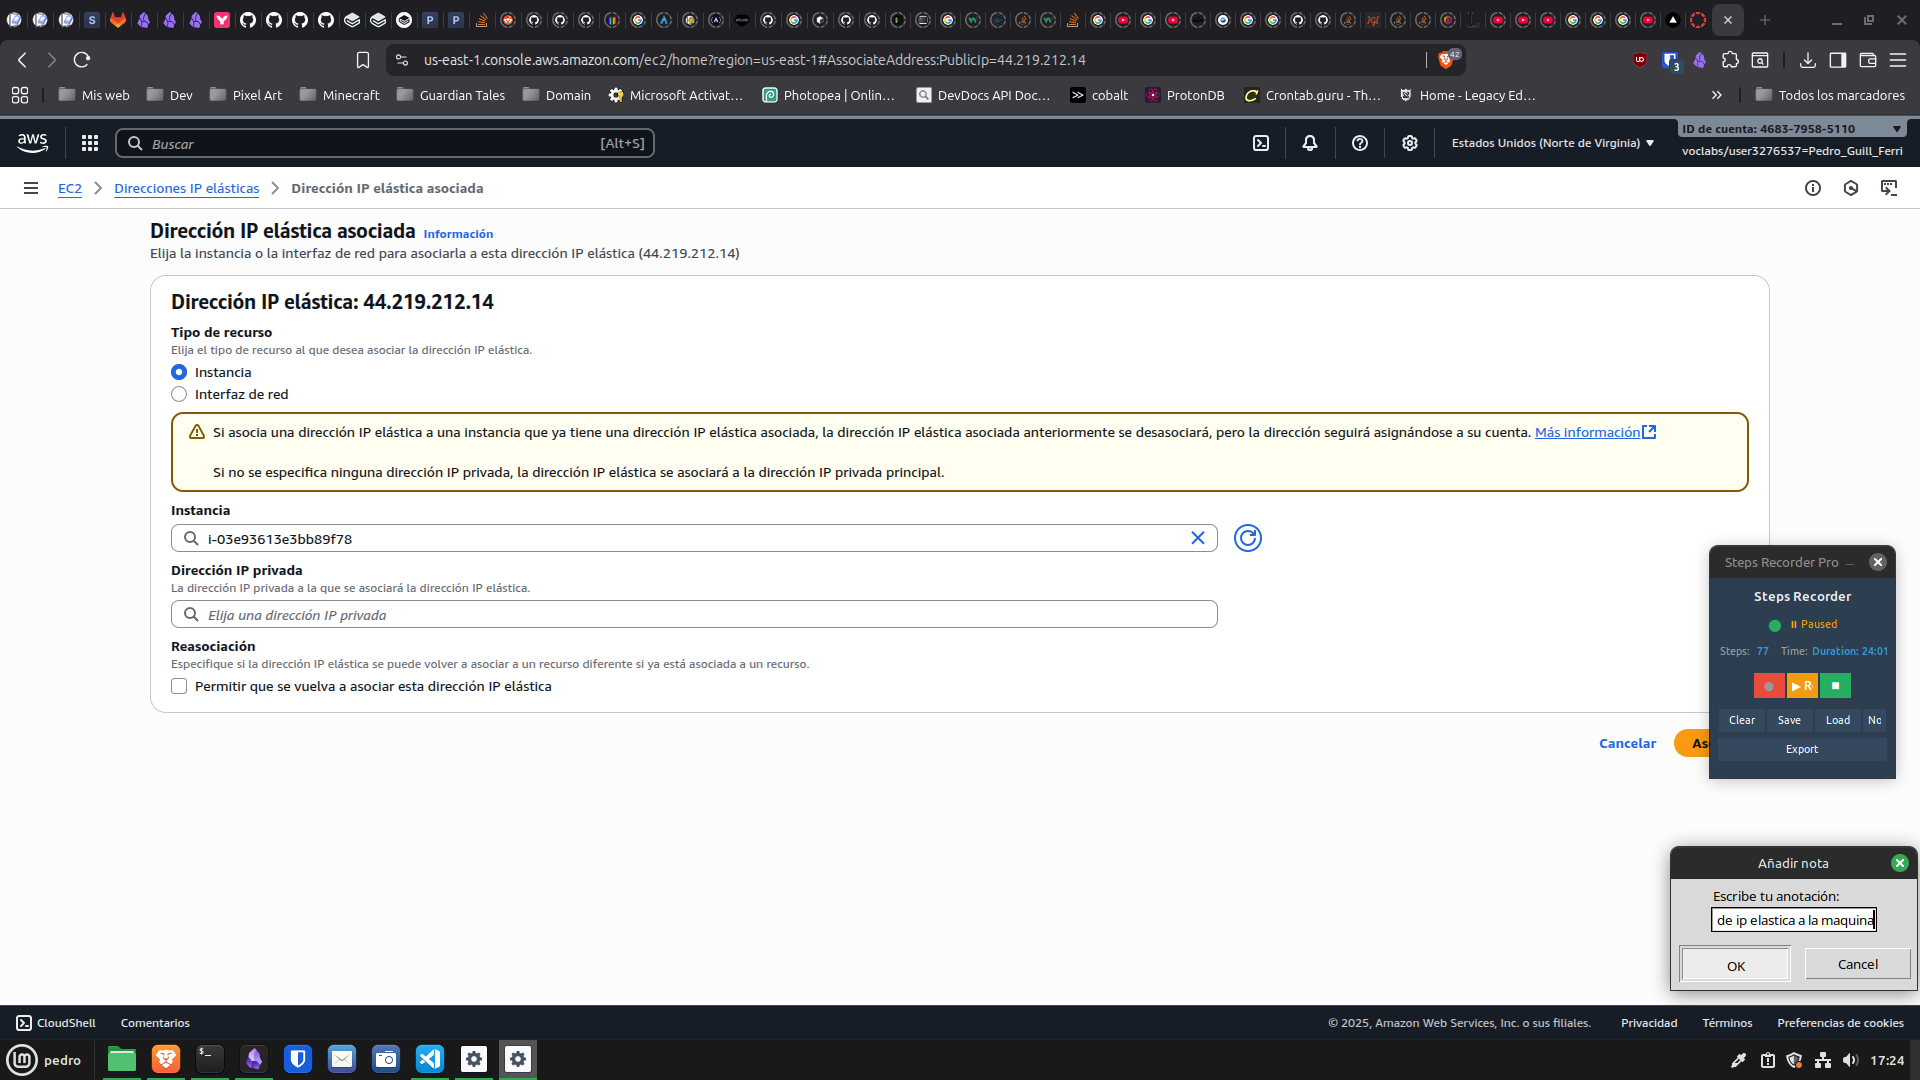 us-east-1.console.aws.amazon.com/ec2/home?region=us-east-1#AssociateAddress:PublicIp=44.219.212.14
42
3
Mis web
Dev
Pixel Art
Minecraft
Guardian Tales
Domain
Microsoft Activat...
Photopea | Onlin...
DevDocs API Doc...
cobalt
ProtonDB
Crontab.guru - Th...
Home - Legacy Ed...
Todos los marcadores
aws
Buscar
[Alt+S]
Estados Unidos (Norte de Virginia)
ID de cuenta: 4683-7958-5110
voclabs/user3276537=Pedro_Guill_Ferri
EC2
Direcciones IP elásticas
Dirección IP elástica asociada
Dirección IP elástica asociada Información
Elija la instancia o la interfaz de red para asociarla a esta dirección IP elástica (44.219.212.14)
Dirección IP elástica: 44.219.212.14
Tipo de recurso
Elija el tipo de recurso al que desea asociar la dirección IP elástica.
Instancia
Interfaz de red
Si asocia una dirección IP elástica a una instancia que ya tiene una dirección IP elástica asociada, la dirección IP elástica asociada anteriormente se desasociará, pero la dirección seguirá asignándose a su cuenta. Más información
Si no se especifica ninguna dirección IP privada, la dirección IP elástica se asociará a la dirección IP privada principal.
Instancia
i-03e93613e3bb89f78
Dirección IP privada
La dirección IP privada a la que se asociará la dirección IP elástica.
Elija una dirección IP privada
Reasociación
Especifique si la dirección IP elástica se puede volver a asociar a un recurso diferente si ya está asociada a un recurso.
Permitir que se vuelva a asociar esta dirección IP elástica
Cancelar
As
Steps Recorder Pro
Steps Recorder
Paused
Steps: 77 Time: Duration: 24:01
R
Clear
Save
Load
No
Export
Añadir nota
Escribe tu anotación:
de ip elastica a la maquina
OK
Cancel
CloudShell
Comentarios
© 2025, Amazon Web Services, Inc. o sus filiales.
Privacidad
Términos
Preferencias de cookies
pedro
17:24